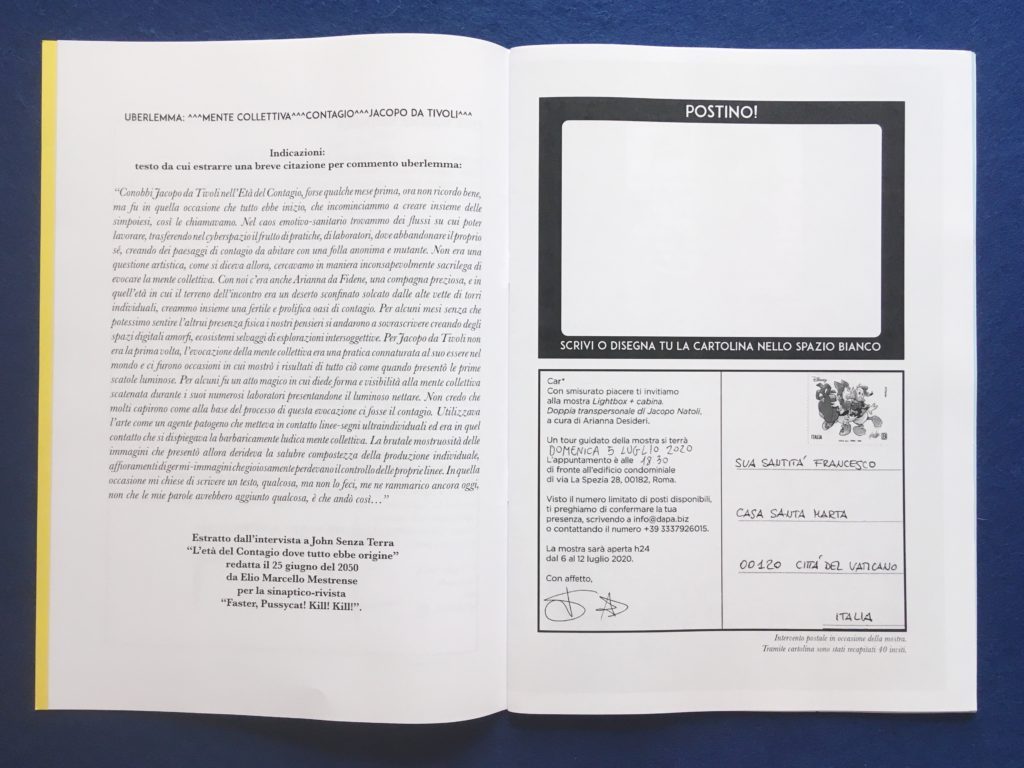 UBERLEMMA: ^^^MENTE COLLETTIVA^^^CONTAGIO^^^JACOPO DA TIVOLI^^^
Indicazioni:
testo da cui estrarre una breve citazione per commento uberlemma:
“Conobbi Jacopo da Tivoli nell’Età del Contagio, forse qualche mese prima, ora non ricordo bene,
ma fu in quella occasione che tutto ebbe inizio, che incominciammo a creare insieme delle
simpoiesi, così le chiamavamo. Nel caos emotivo-sanitario trovammo dei flussi su cui poter
lavorare, trasferendo nel cyberspazio il frutto di pratiche, di laboratori, dove abbandonare il proprio
sé, creando dei paesaggi di contagio da abitare con una folla anonima e mutante. Non era una
questione artistica, come si diceva allora, cercavamo in maniera inconsapevolmente sacrilega di
evocare la mente collettiva. Con noi c’era anche Arianna da Fidene, una compagna preziosa, e in
quell’età in cui il terreno dell’incontro era un deserto sconfinato solcato dalle alte vette di torri
individuali, creammo insieme una fertile e prolifica oasi di contagio. Per alcuni mesi senza che
potessimo sentire l’altrui presenza fisica i nostri pensieri si andarono a sovrascrivere creando degli
spazi digitali amorfi, ecosistemi selvaggi di esplorazioni intersoggettive. Per Jacopo da Tivoli non
era la prima volta, l’evocazione della mente collettiva era una pratica connaturata al suo essere nel
mondo e ci furono occasioni in cui mostrò i risultati di tutto ciò come quando presentò le prime
scatole luminose. Per alcuni fu un atto magico in cui diede forma e visibilità alla mente collettiva
scatenata durante i suoi numerosi laboratori presentandone il luminoso nettare. Non credo che
molti capirono come alla base del processo di questa evocazione ci fosse il contagio. Utilizzava
l’arte come un agente patogeno che metteva in contatto linee-segni ultraindividuali ed era in quel
contatto che si dispiegava la barbaricamente ludica mente collettiva. La brutale mostruosità delle
immagini che presentò allora derideva la salubre compostezza della produzione individuale,
affioramenti di germi-immagini che gioiosamente perdevano il controllo delle proprie linee. In quella
occasione mi chiese di scrivere un testo, qualcosa, ma non lo feci, me ne rammarico ancora oggi,
non che le mie parole avrebbero aggiunto qualcosa, è che andò così…”
Estratto dall’intervista a John Senza Terra
“L’età del Contagio dove tutto ebbe origine”
redatta il 25 giugno del 2050
da Elio Marcello Mestrense
per la sinaptico-rivista
“Faster, Pussycat! Kill! Kill!”.
POSTINO!
SCRIVI O DISEGNA TU LA CARTOLINA NELLO SPAZIO BIANCO
Car*
Con smisurato piacere ti invitiamo
alla mostra Lightbox + cabina.
Doppia transpersonale di Jacopo Natoli,
a cura di Arianna Desideri.
Un tour guidato della mostra si terrà
DOMENICA 5 LUGLIO 2020
L’appuntamento è alle 18.30
di fronte all’edificio condominiale
di via La Spezia 28, 00182, Roma.
Visto il numero limitato di posti disponibili,
ti preghiamo di confermare la tua
presenza, scrivendo a info@dapa.biz
o contattando il numero +39 3337926015.
La mostra sarà aperta h24
dal 6 al 12 luglio 2020.
Con affetto,
Disney
ITALIA
SUA SANTITA' FRANCESCO
CASA SANTA MARTA
00120 CITTA' DEL VATICANO
ITALIA
Intervento postale in occasione della mostra.
Tramite cartolina sono stati recapitati 40 inviti.